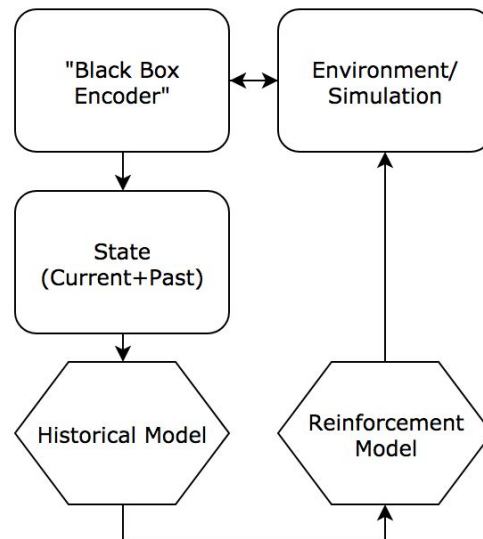 "Black Box
Encoder"
Environment/
Simulation
State
(Current+Past)
Historical Model
Reinforcement
Model